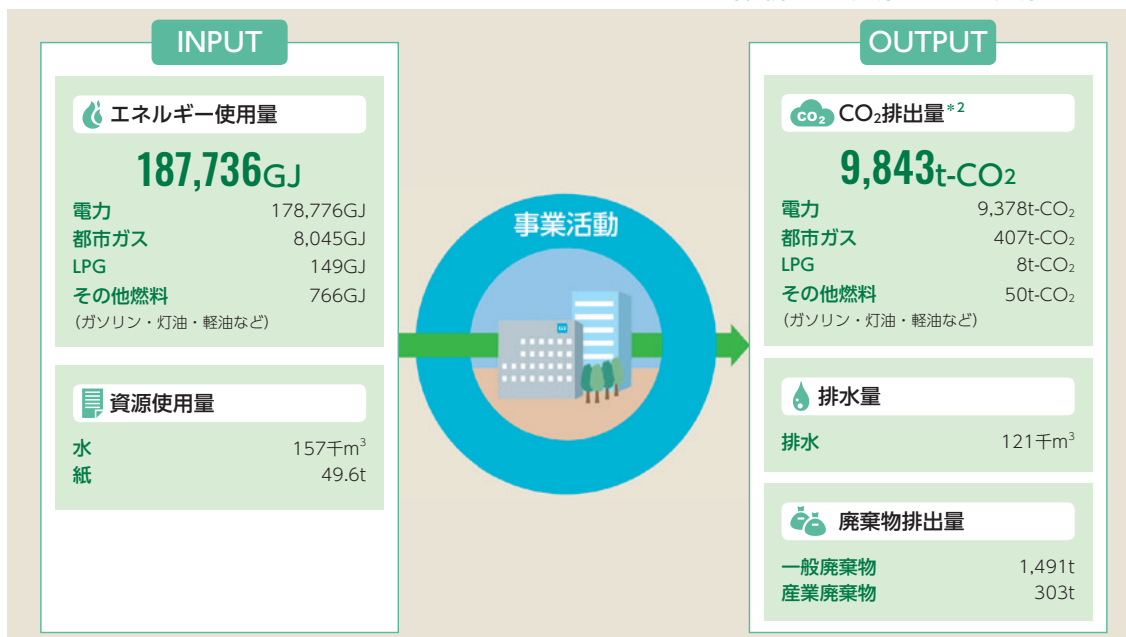 INPUT
エネルギー使用量
187,736GJ
電力 178,776GJ
都市ガス 8,045GJ
LPG 149GJ
その他燃料 766GJ
(ガソリン・灯油・軽油など)
資源使用量
水 157千m³
紙 49.6t
事業活動
OUTPUT
CO₂ CO₂排出量*²
9,843t-CO2
電力 9,378t-CO₂
都市ガス 407t-CO₂
LPG 8t-CO₂
その他燃料 50t-CO₂
(ガソリン・灯油・軽油など)
排水量
排水 121千m³
廃棄物排出量
一般廃棄物 1,491t
産業廃棄物 303t